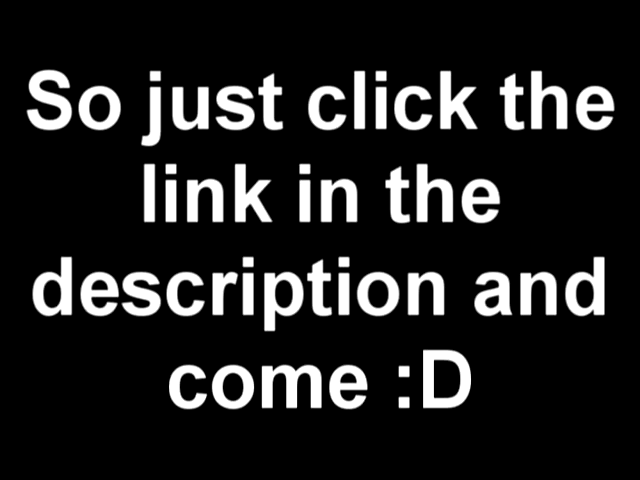 So just click the
link in the
description and
come :D